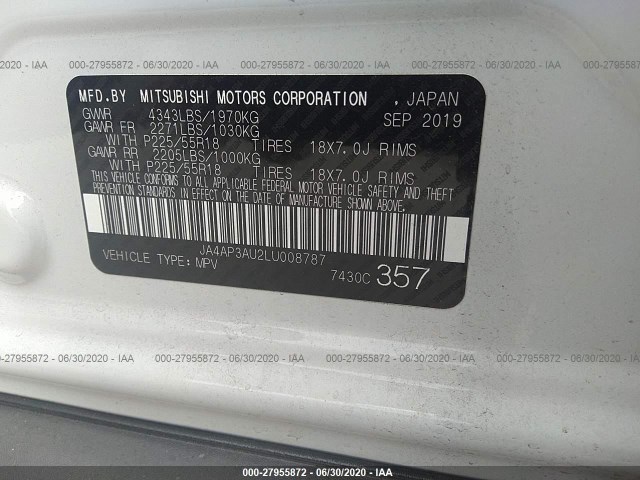 000-27955872 - 06/30/2020 - IAA
000-27955872 - 06/30/2020 - IAA
000-27955872 - 06/30/2020 - IAA
MFD.BY MITSUBISHI MOTORS CORPORATION , JAPAN
GVWR 4343LBS/1970KG SEP 2019
GAWR FR 2271LBS/1030KG
WITH P225/55R18 TIRES 18X7.0J RIMS
GAWR RR 2205LBS/1000KG
WITH P225/55R18 TIRES 18X7.0J RIMS
THIS VEHICLE CONFORMS TO ALL APPLICABLE FEDERAL MOTOR VEHICLE SAFETY AND THEFT
PREVENTION STANDARDS IN EFFECT ON THE DATE OF MANUFACTURE SHOWN ABOVE.
JA4AP3AU2LU008787
VEHICLE TYPE:MPV 7430C 357
000-27955872 - 06/30/2020 - IAA
000-27955872 - 06/30/2020 - IAA
000-27955872 - 06/30/2020 - IAA
000-27955872 - 06/30/2020 - IAA